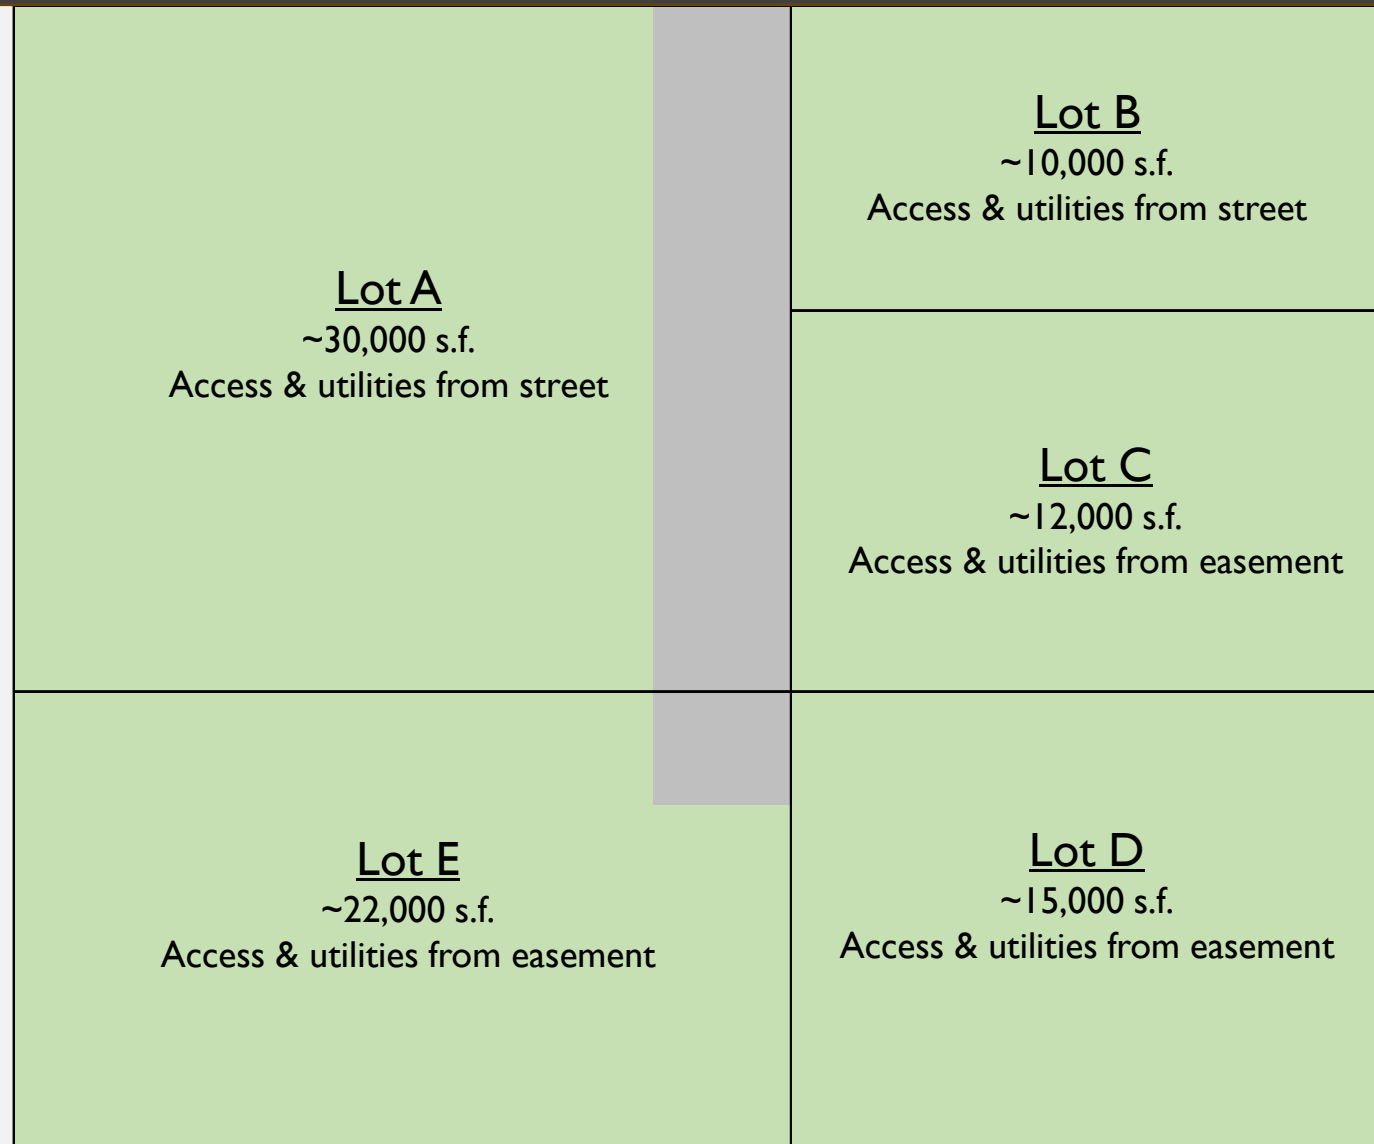 Lot A
~30,000 s.f.
Access & utilities from street
Lot B
~10,000 s.f.
Access & utilities from street
Lot C
~12,000 s.f.
Access & utilities from easement
Lot E
~22,000 s.f.
Access & utilities from easement
Lot D
~15,000 s.f.
Access & utilities from easement